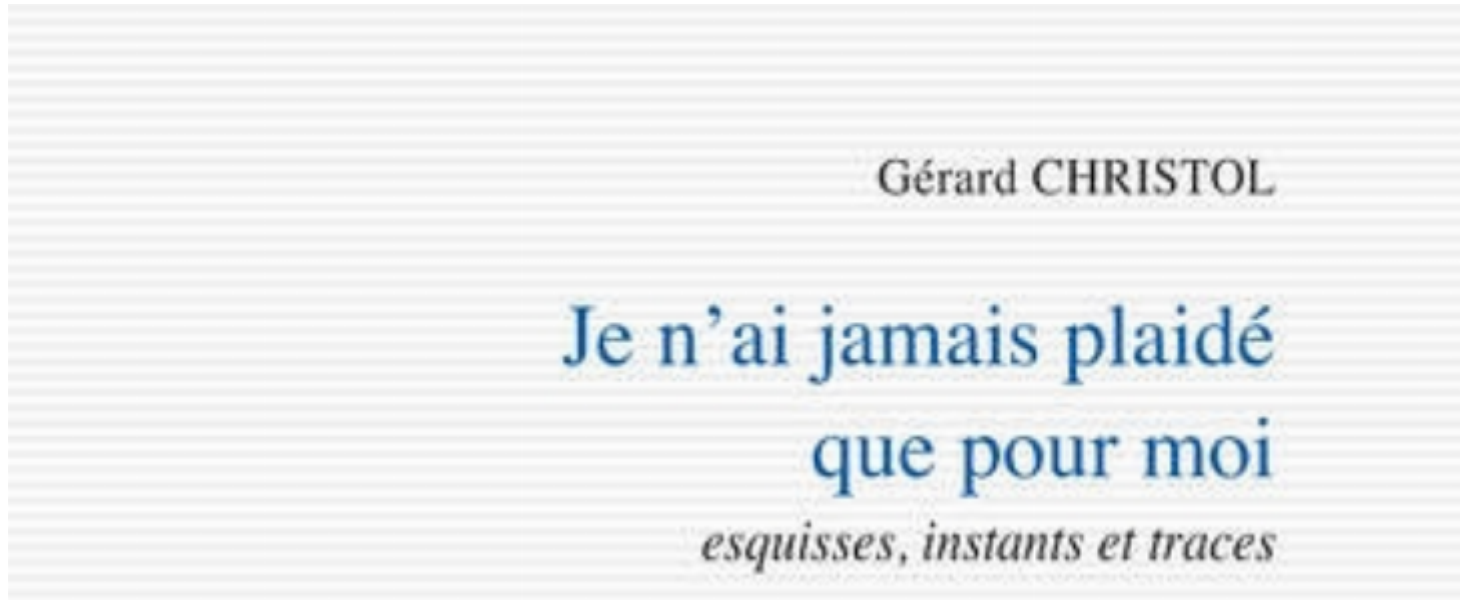 Gérard CHRISTOL
Je n’ai jamais plaidé
que pour moi
esquisses, instants et traces